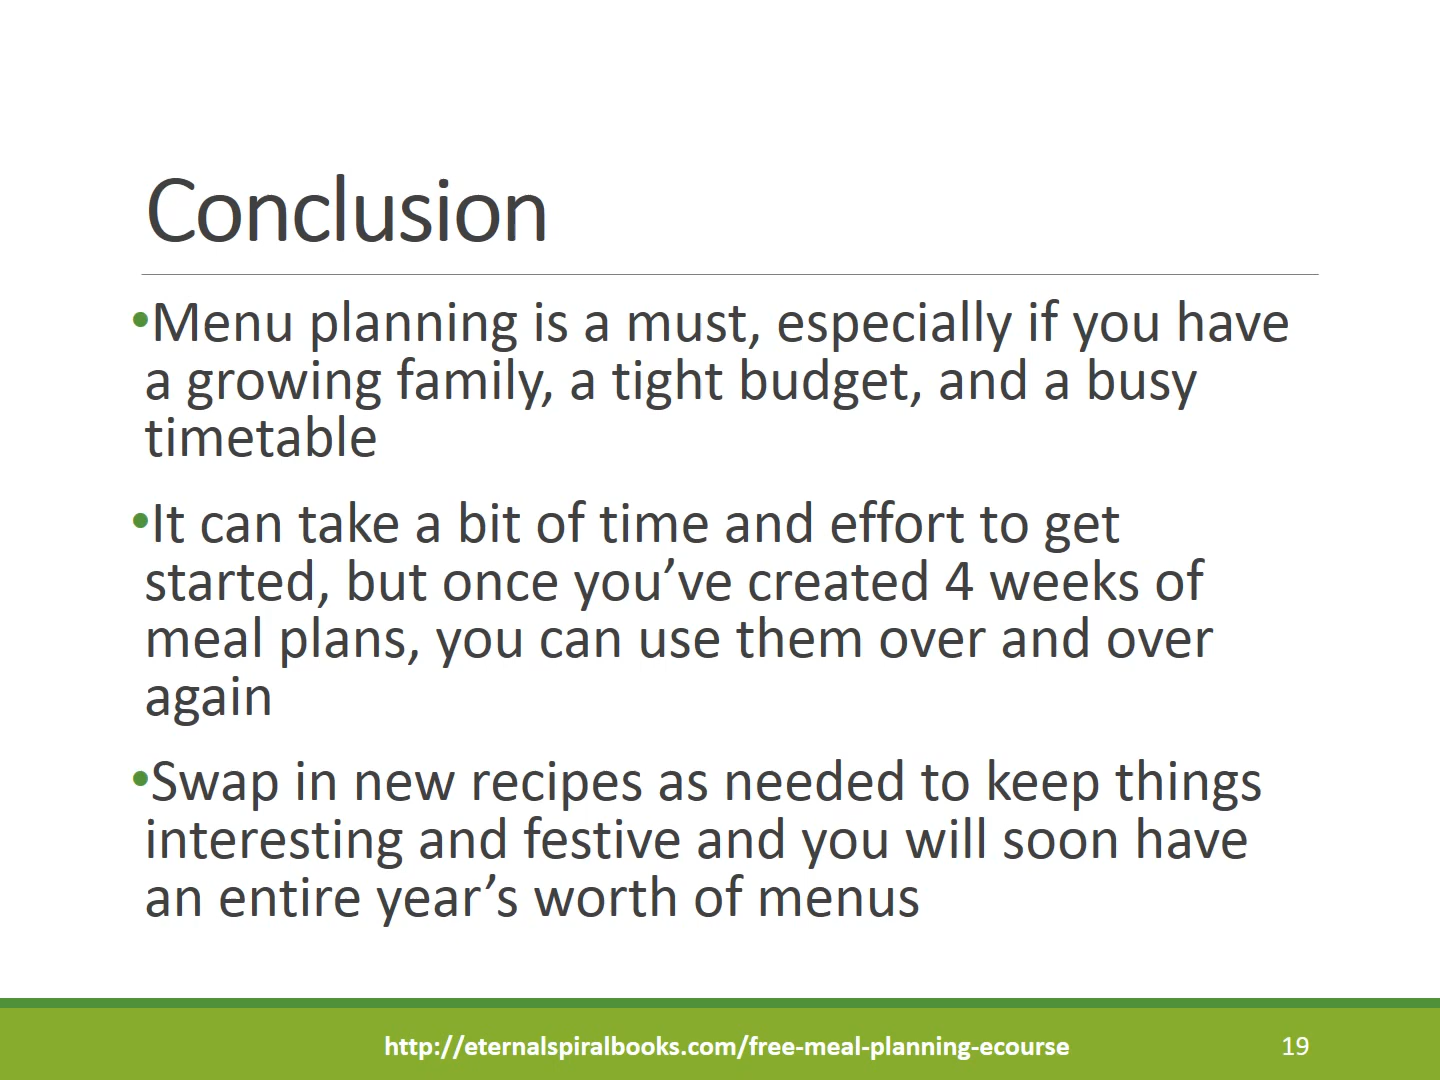 Conclusion
•Menu planning is a must, especially if you have
a growing family, a tight budget, and a busy
timetable
•It can take a bit of time and effort to get
started, but once you’ve created 4 weeks of
meal plans, you can use them over and over
again
•Swap in new recipes as needed to keep things
interesting and festive and you will soon have
an entire year’s worth of menus
http://eternalspiralbooks.com/free-meal-planning-ecourse
19